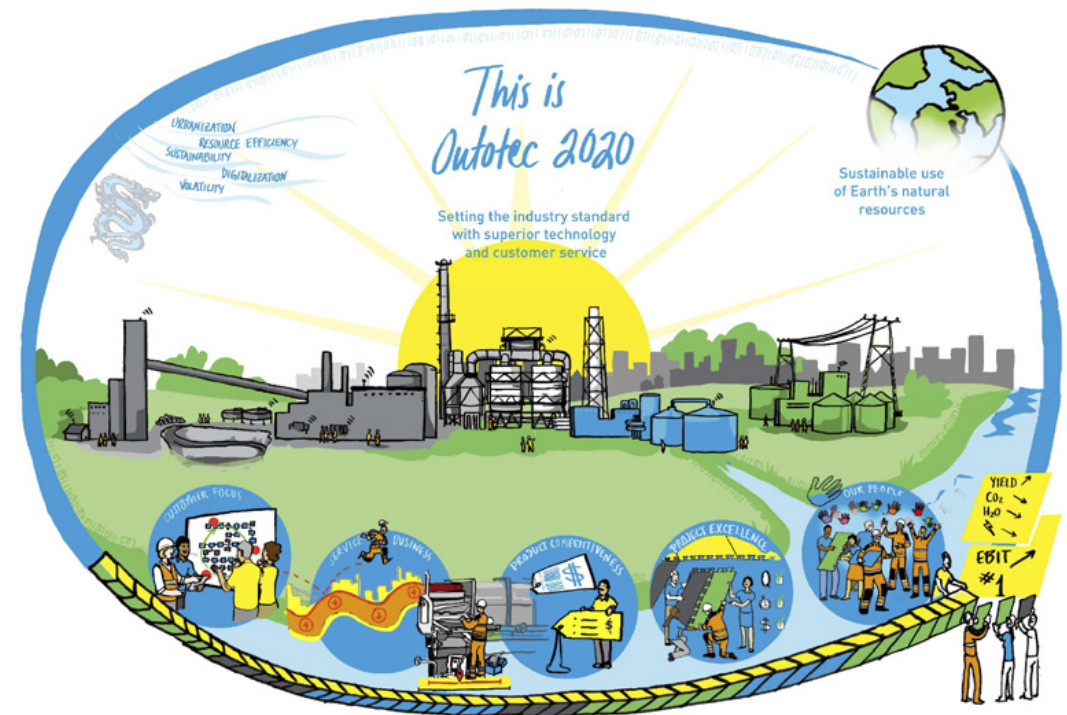 This is
Outotec 2020
URBANIZATION
RESOURCE EFFICIENCY
SUSTAINABILITY
DIGITALIZATION
VOLATILITY
Setting the industry standard
with superior technology
and customer service
Sustainable use
of Earth's natural
resources
CUSTOMER FOCUS
SERVICE BUSINESS
PRODUCT COMPETITIVENESS
$
$
PROJECT EXCELLENCE
OUR PEOPLE
YIELD
CO₂
H₂O
EBIT
#1